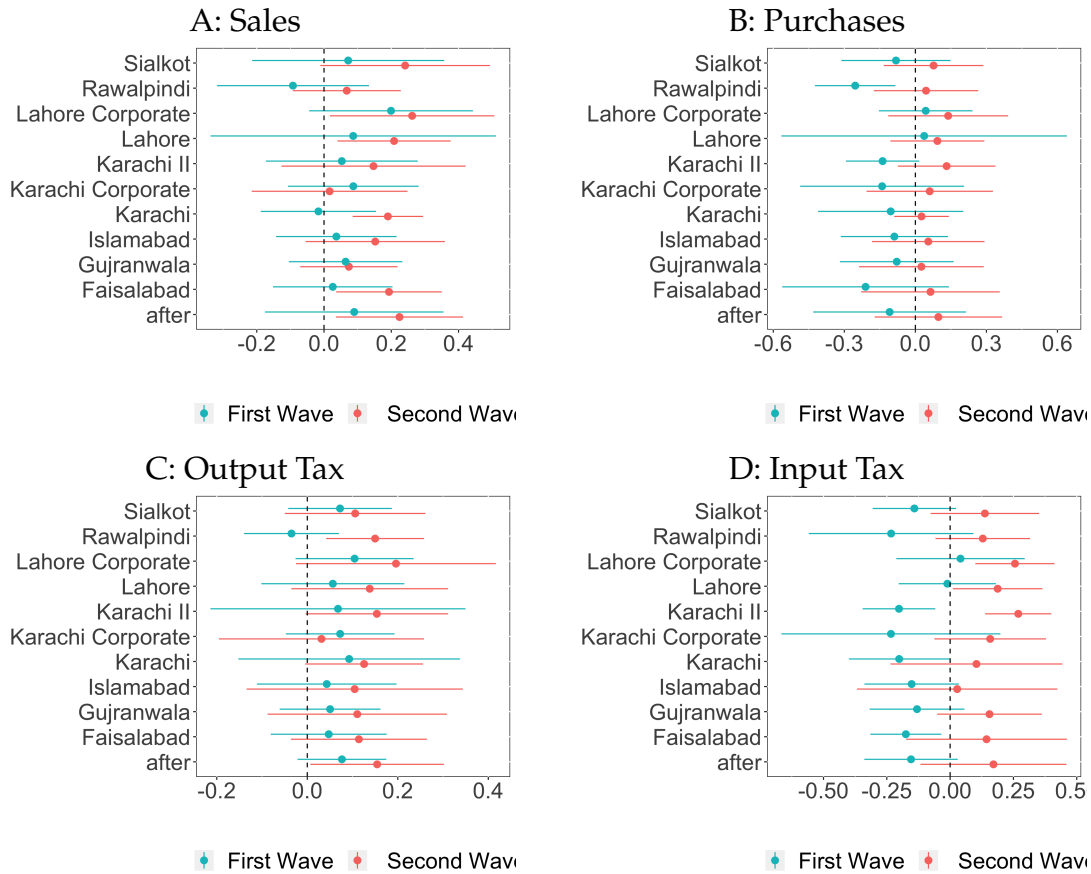 A: Sales
Sialkot
Rawalpindi
Lahore Corporate
Lahore
Karachi II
Karachi Corporate
Karachi
Islamabad
Gujranwala
Faisalabad
after
-0.2 0.0 0.2 0.4
First Wave Second Wave
B: Purchases
Sialkot
Rawalpindi
Lahore Corporate
Lahore
Karachi II
Karachi Corporate
Karachi
Islamabad
Gujranwala
Faisalabad
after
-0.6 -0.3 0.0 0.3 0.6
First Wave Second Wave
C: Output Tax
Sialkot
Rawalpindi
Lahore Corporate
Lahore
Karachi II
Karachi Corporate
Karachi
Islamabad
Gujranwala
Faisalabad
after
-0.2 0.0 0.2 0.4
First Wave Second Wave
D: Input Tax
Sialkot
Rawalpindi
Lahore Corporate
Lahore
Karachi II
Karachi Corporate
Karachi
Islamabad
Gujranwala
Faisalabad
after
-0.50 -0.25 0.00 0.25 0.5
First Wave Second Wave